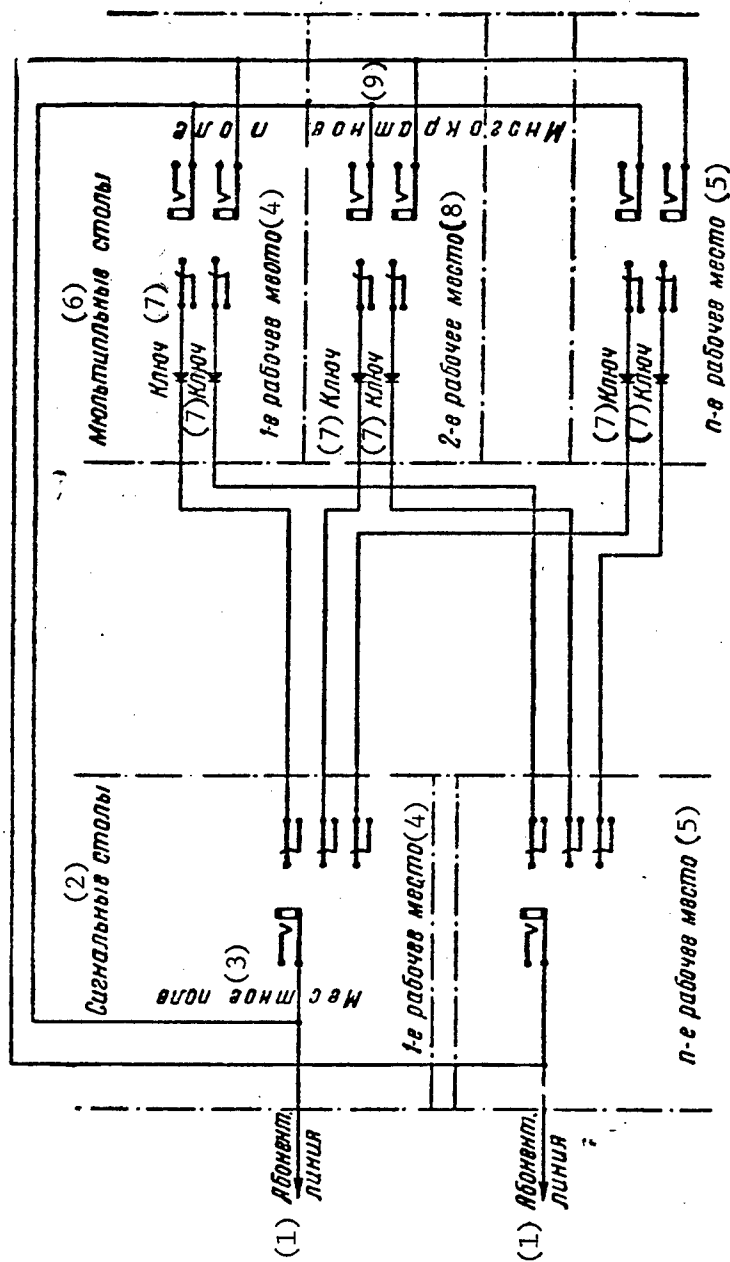 (1) Абонент.
линия
(1) Абонент.
линия
(2)
Сигнальные столы
Местное поле (3)
1-е рабочее место(4)
n-е рабочее место (5)
(6)
Мюльтипльные столы
Ключ (7)
(7)Ключ
1-е рабочее место(4)
(7) Ключ
(7) Ключ
2-е рабочее место(8)
(7)Ключ
(7) Ключ
n-е рабочее место (5)
Многократное поле
(9)